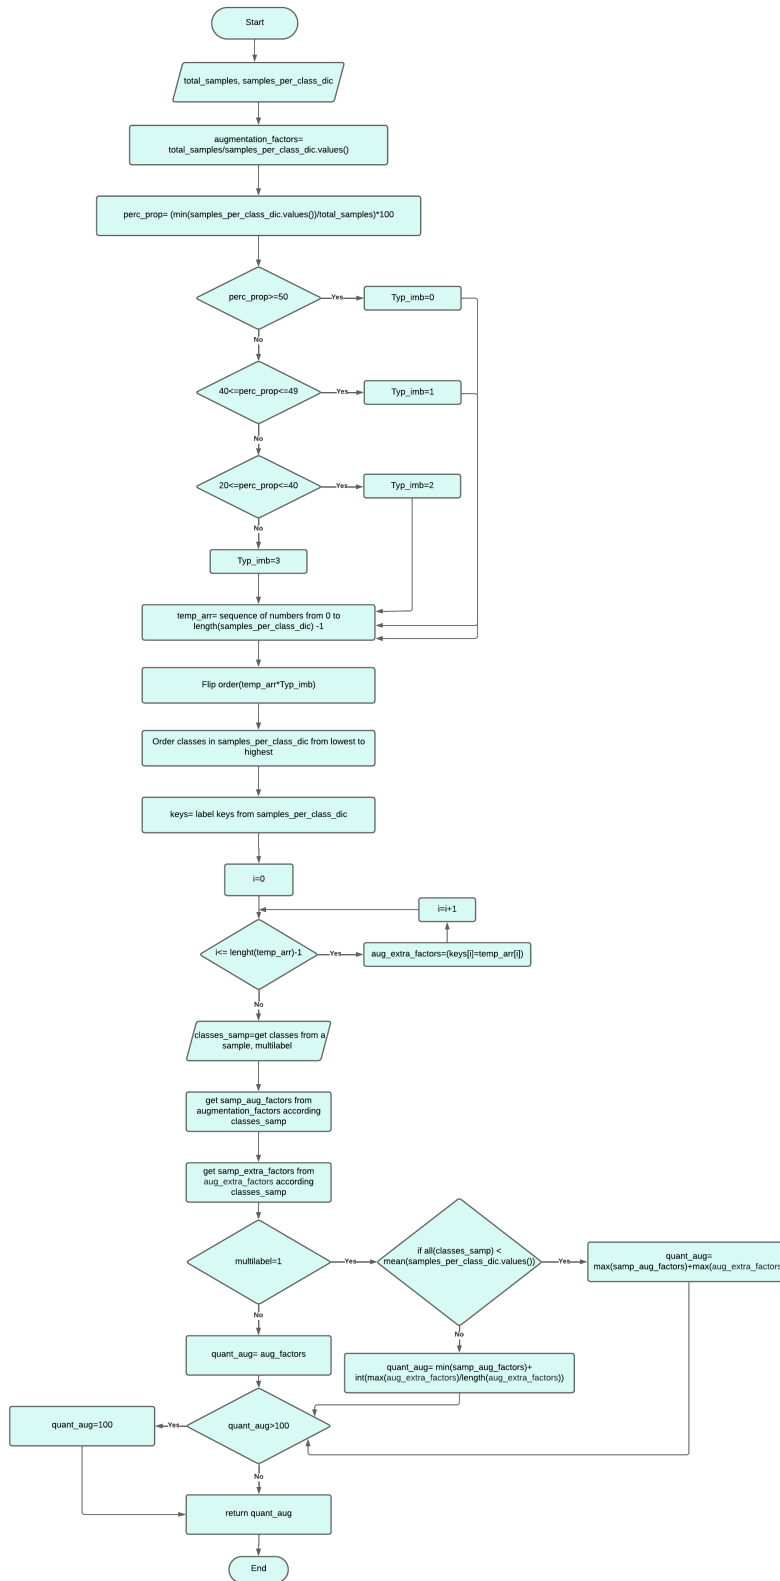 Start
total_samples, samples_per_class_dic
augmentation_factors=
total_samples/samples_per_class_dic.values()
perc_prop= (min(samples_per_class_dic.values())/total_samples)*100
perc_prop>=50
Yes
Typ_imb=0
No
40<=perc_prop<=49
Yes
Typ_imb=1
No
20<=perc_prop<=40
Yes
Typ_imb=2
No
Typ_imb=3
temp_arr= sequence of numbers from 0 to
length(samples_per_class_dic) -1
Flip order(temp_arr*Typ_imb)
Order classes in samples_per_class_dic from lowest to
highest
keys= label keys from samples_per_class_dic
i=0
i=i+1
i<= lenght(temp_arr)-1
Yes
aug_extra_factors=(keys[i]=temp_arr[i])
No
classes_samp=get classes from a
sample, multilabel
get samp_aug_factors from
augmentation_factors according
classes_samp
get samp_extra_factors from
aug_extra_factors according
classes_samp
multilabel=1
Yes
if all(classes_samp) <
mean(samples_per_class_dic.values())
Yes
quant_aug=
max(samp_aug_factors)+max(aug_extra_factors
No
No
quant_aug= aug_factors
quant_aug= min(samp_aug_factors)+
int(max(aug_extra_factors)/length(aug_extra_factors))
quant_aug>100
Yes
quant_aug=100
No
return quant_aug
End